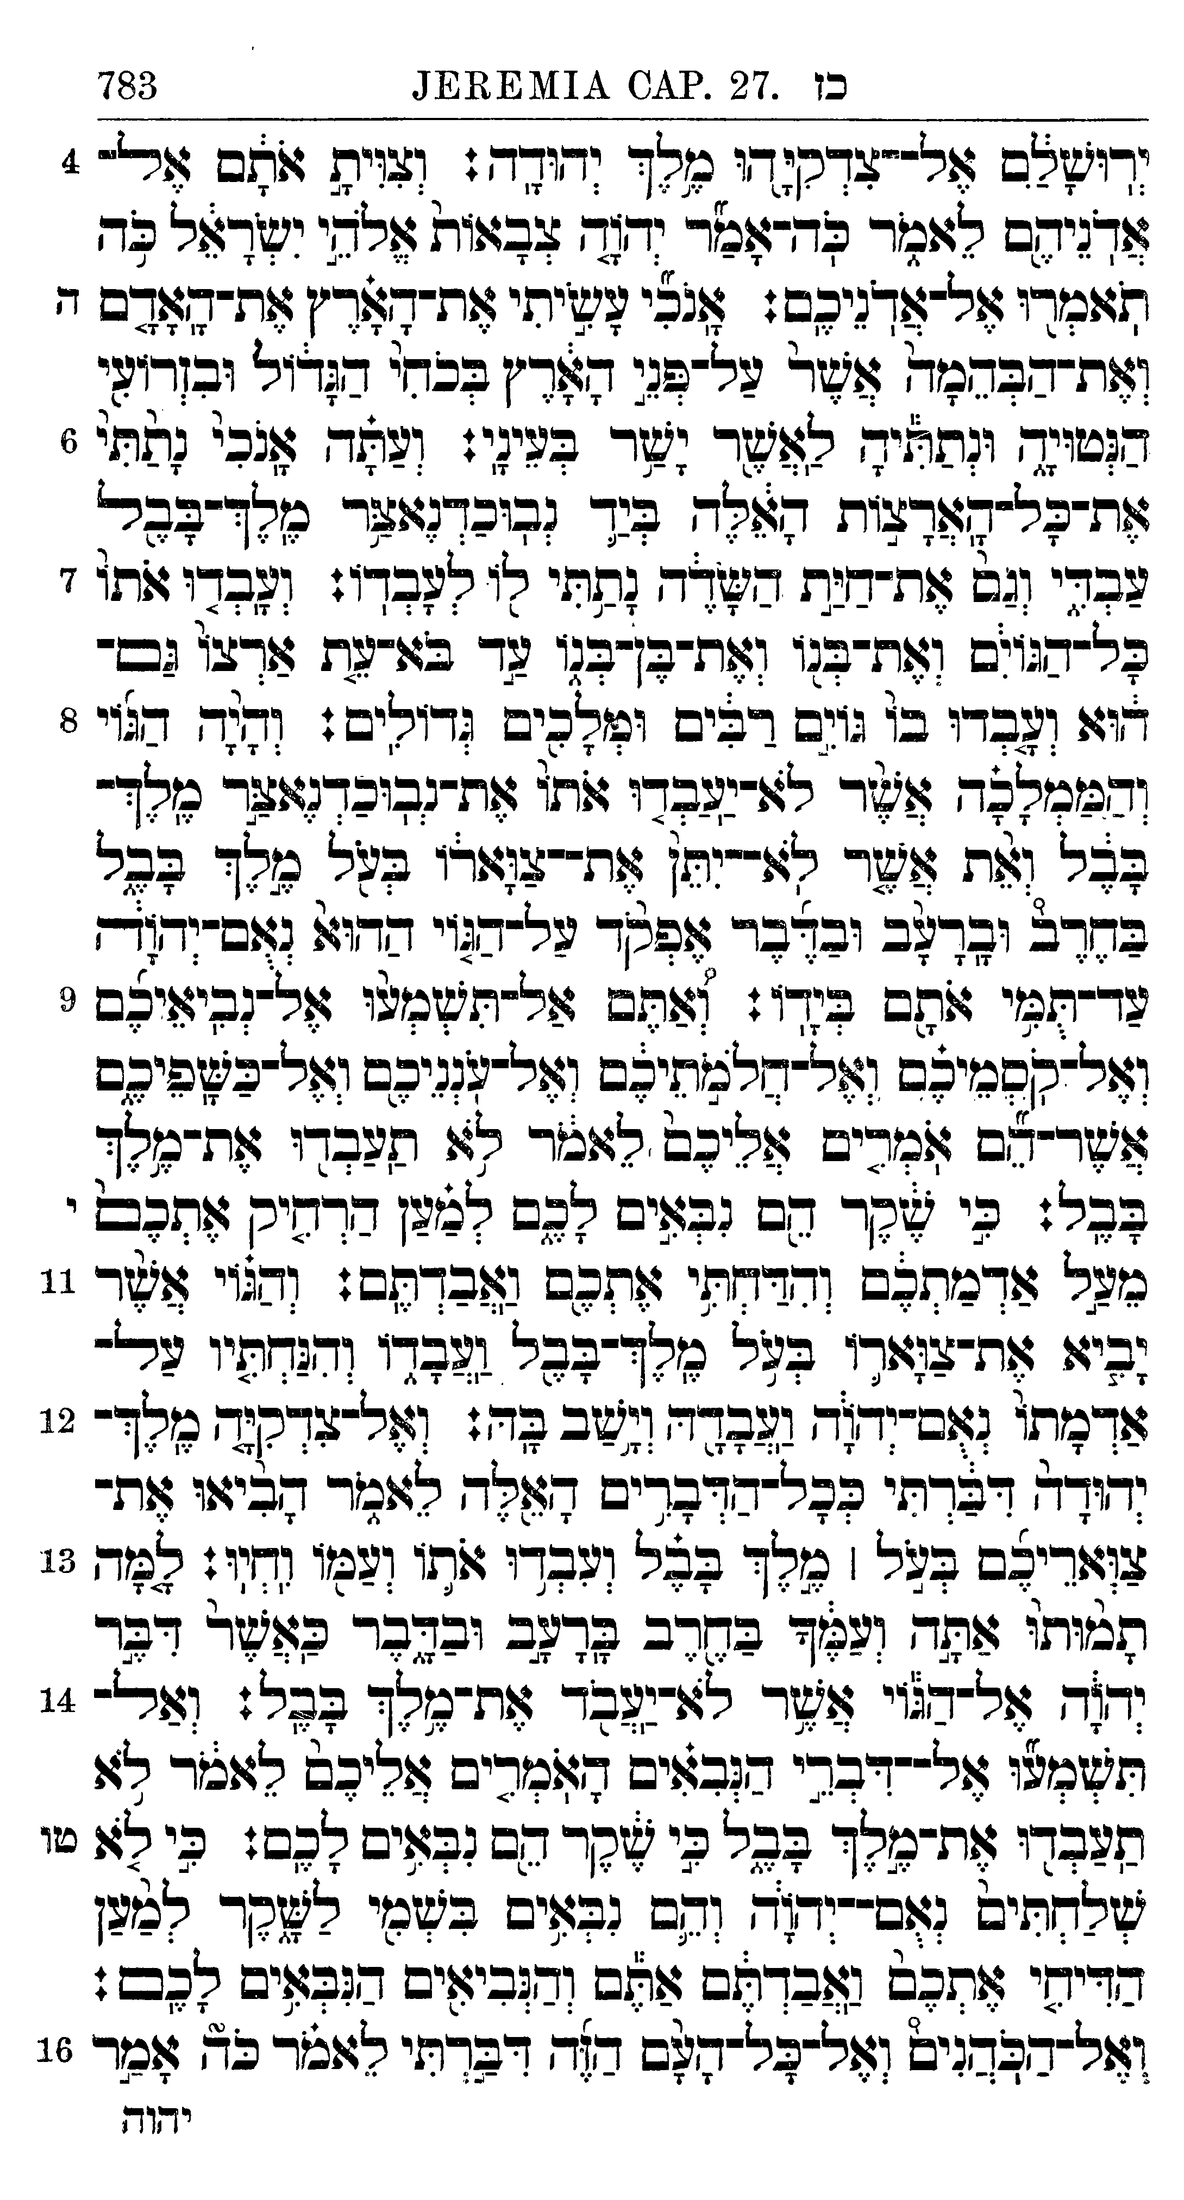 783 JEREMIA CAP. 27. כז
יְרֽוּשָׁלַ֔͏ִם אֶל־צִדְקִיָּ֖הוּ מֶ֥לֶךְ יְהוּדָֽה׃ וְצִוִּיתָ֣ אֹתָ֔ם אֶל־ 4
אֲדֹֽנֵיהֶ֖ם לֵאמֹ֑ר כֹּֽה־אָמַ֞ר יְהוָ֤ה צְבָאוֹת֙ אֱלֹהֵ֣י יִשְׂרָאֵ֔ל כֹּ֥ה
תֹֽאמְר֖וּ אֶל־אֲדֹֽנֵיכֶֽם׃ אָֽנֹכִ֞י עָשִׂ֣יתִי אֶת־הָאָ֗רֶץ אֶת־הָֽאָדָ֤ם ה
וְאֶת־הַבְּהֵמָה֙ אֲשֶׁר֙ עַל־פְּנֵ֣י הָאָ֔רֶץ בְּכֹחִי֙ הַגָּד֔וֹל וּבִזְרוֹעִ֖י
הַנְּטוּיָ֑ה וּנְתַתִּ֕יהָ לַֽאֲשֶׁ֖ר יָשַׁ֥ר בְּעֵינָֽי׃ וְעַתָּ֗ה אָֽנֹכִי֙ נָתַ֙תִּי֙ 6
אֶת־כָּל־הָֽאֲרָצ֣וֹת הָאֵ֔לֶּה בְּיַ֛ד נְבֽוּכַדְנֶאצַּ֥ר מֶֽלֶךְ־בָּבֶ֖ל
עַבְדִּ֑י וְגַם֙ אֶת־חַיַּ֣ת הַשָּׂדֶ֔ה נָתַ֥תִּי ל֖וֹ לְעָבְדֽוֹ׃ וְעָֽבְד֤וּ אֹתוֹ֙ 7
כָּל־הַגּוֹיִ֔ם וְאֶת־בְּנ֖וֹ וְאֶת־בֶּן־בְּנ֑וֹ עַ֣ד בֹּא־עֵ֤ת אַרְצוֹ֙ גַּם־
ה֔וּא וְעָ֤בְדוּ בוֹ֙ גּוֹיִ֣ם רַבִּ֔ים וּמְלָכִ֖ים גְּדוֹלִֽים׃ וְהָיָ֨ה הַגּ֜וֹי 8
וְהַמַּמְלָכָ֗ה אֲשֶׁ֨ר לֹא־יַֽעַבְד֤וּ אֹתוֹ֙ אֶת־נְבֽוּכַדְנֶאצַּ֣ר מֶֽלֶךְ־
בָּבֶ֔ל וְאֵ֨ת אֲשֶׁ֤ר לֹֽא־יִתֵּן֙ אֶת־צַוָּאר֔וֹ בְּעֹ֖ל מֶ֣לֶךְ בָּבֶ֑ל
בַּחֶרֶב֩ וּבָֽרָעָ֨ב וּבַדֶּ֜בֶר אֶפְקֹ֨ד עַל־הַגּ֤וֹי הַהוּא֙ נְאֻם־יְהוָ֔ה
עַד־תֻּמִּ֥י אֹתָ֖ם בְּיָדֽוֹ׃ וְ֠אַתֶּם אַל־תִּשְׁמְע֨וּ אֶל־נְבִֽיאֵיכֶ֜ם 9
וְאֶל־קֹֽסְמֵיכֶ֗ם וְאֶל־חֲלֹמֹ֣תֵיכֶ֔ם וְאֶל־עֹֽנְנֵיכֶ֖ם וְאֶל־כַּשָּֽׁפֵיכֶ֑ם
אֲשֶׁר־הֵ֞ם אֹֽמְרִ֤ים אֲלֵיכֶם֙ לֵאמֹ֔ר לֹ֥א תַֽעַבְד֖וּ אֶת־מֶ֥לֶךְ
בָּבֶֽל׃ כִּ֣י שֶׁ֔קֶר הֵ֖ם נִבְּאִ֣ים לָכֶ֑ם לְמַ֗עַן הַרְחִ֤יק אֶתְכֶם֙ י
מֵעַ֣ל אַדְמַתְכֶ֔ם וְהִדַּחְתִּ֥י אֶתְכֶ֖ם וַֽאֲבַדְתֶּֽם׃ וְהַגּ֗וֹי אֲשֶׁ֨ר 11
יָבִ֧יא אֶת־צַוָּאר֛וֹ בְּעֹ֥ל מֶֽלֶךְ־בָּבֶ֖ל וַֽעֲבָד֑וֹ וְהִנַּחְתִּ֤יו עַל־
אַדְמָתוֹ֙ נְאֻם־יְהוָ֔ה וַֽעֲבָדָ֖הּ וְיָ֥שַׁב בָּֽהּ׃ וְאֶל־צִדְקִיָּ֤ה מֶֽלֶךְ־ 12
יְהוּדָה֙ דִּבַּ֔רְתִּי כְּכָל־הַדְּבָרִ֥ים הָאֵ֖לֶּה לֵאמֹ֑ר הָבִ֨יאוּ אֶת־
צַוְּארֵיכֶ֜ם בְּעֹ֣ל ׀ מֶ֣לֶךְ בָּבֶ֗ל וְעִבְד֥וּ אֹת֛וֹ וְעַמּ֖וֹ וִֽחְיֽוּ׃ לָ֤מָּה 13
תָמ֙וּתוּ֙ אַתָּ֣ה וְעַמֶּ֔ךָ בַּחֶ֖רֶב בָּֽרָעָ֣ב וּבַדָּ֑בֶר כַּֽאֲשֶׁר֙ דִּבֶּ֣ר
יְהוָ֔ה אֶל־הַגּ֕וֹי אֲשֶׁ֥ר לֹא־יַֽעֲבֹ֖ד אֶת־מֶ֥לֶךְ בָּבֶֽל׃ וְאַל־ 14
תִּשְׁמְע֞וּ אֶל־דִּבְרֵ֣י הַנְּבִאִ֗ים הָאֹֽמְרִ֤ים אֲלֵיכֶם֙ לֵאמֹ֔ר לֹ֥א
תַֽעַבְד֖וּ אֶת־מֶ֣לֶךְ בָּבֶ֑ל כִּ֣י שֶׁ֔קֶר הֵ֖ם נִבְּאִ֥ים לָכֶֽם׃ כִּ֣י לֹ֤א טו
שְׁלַחְתִּים֙ נְאֻם־יְהוָ֔ה וְהֵ֛ם נִבְּאִ֥ים בִּשְׁמִ֖י לַשָּׁ֑קֶר לְמַ֨עַן
הַדִּיחִ֤י אֶתְכֶם֙ וַֽאֲבַדְתֶּ֔ם אַתֶּ֕ם וְהַנְּבִיאִ֖ים הַנִּבְּאִ֥ים לָכֶֽם׃
וְאֶל־הַכֹּֽהֲנִים֩ וְאֶל־כָּל־הָעָ֨ם הַזֶּ֜ה דִּבַּ֣רְתִּי לֵאמֹ֗ר כֹּה֮ אָמַ֣ר 16
יהוה